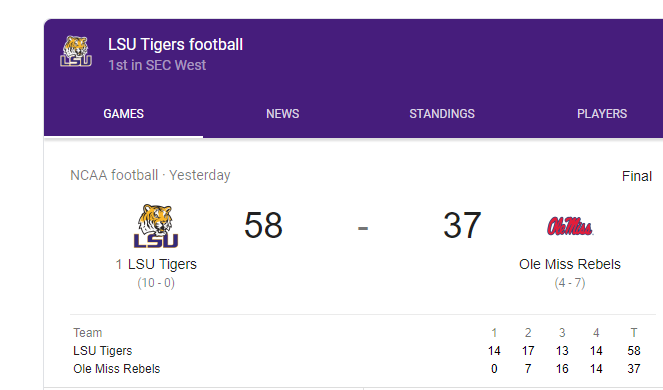 LSU Tigers football
LSU
1st in SEC West
GAMES NEWS STANDINGS PLAYERS
NCAA football · Yesterday Final
LSU 58 - 37 Ole Miss
1 LSU Tigers Ole Miss Rebels
(10 - 0) (4 - 7)
Team 1 2 3 4 T
LSU Tigers 14 17 13 14 58
Ole Miss Rebels 0 7 16 14 37